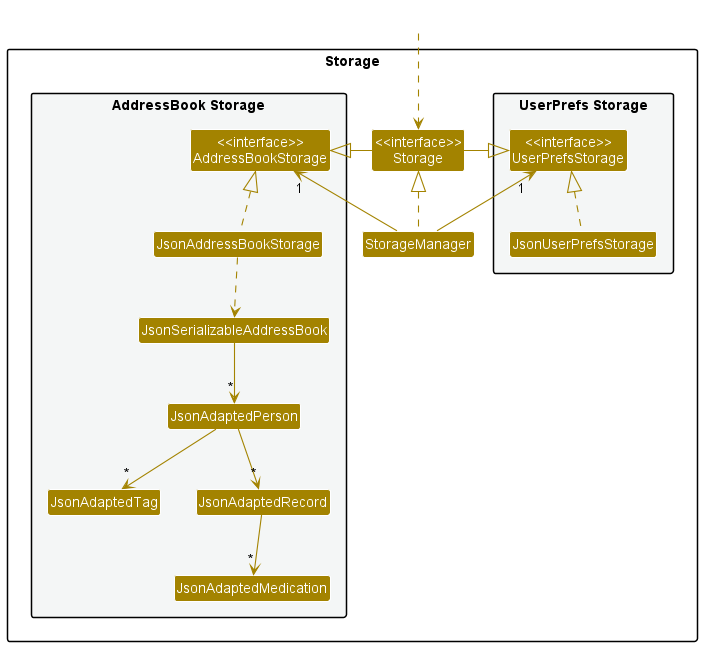 Storage
AddressBook Storage
UserPrefs Storage
<<interface>>
AddressBookStorage
<<interface>>
Storage
<<interface>>
UserPrefsStorage
1
1
JsonAddressBookStorage
StorageManager
JsonUserPrefsStorage
JsonSerializableAddressBook
*
JsonAdaptedPerson
*
*
JsonAdaptedTag
JsonAdaptedRecord
*
JsonAdaptedMedication